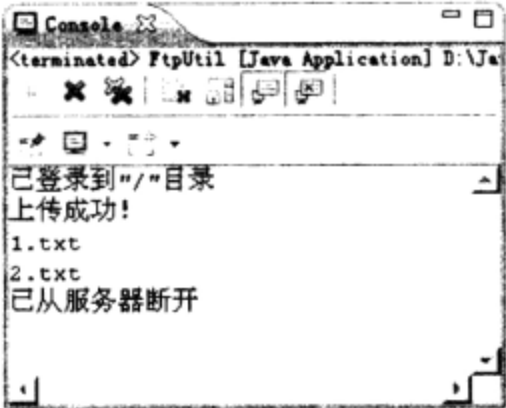 Console
<terminated> FtpUtil [Java Application] D:\Ja
已登录到"/"目录
上传成功!
1.txt
2.txt
已从服务器断开